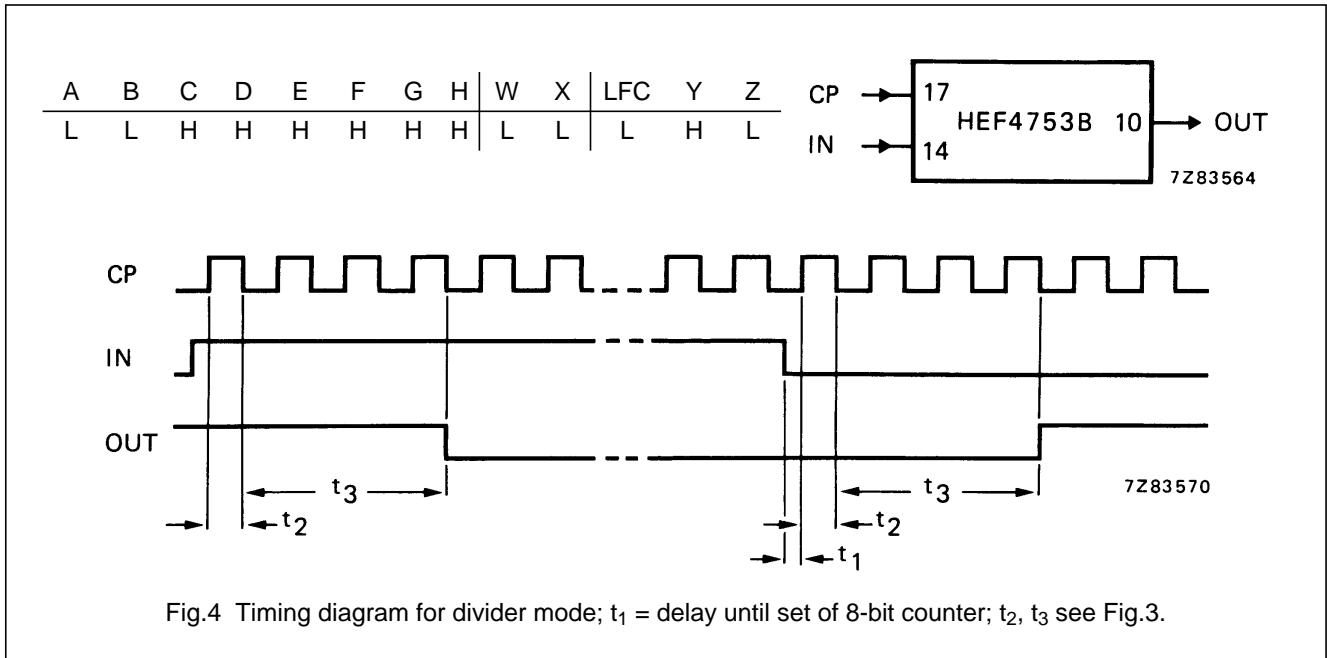 A B C D E F G H W X LFC Y Z
L L H H H H H H L L L H L
CP 17 HEF4753B 10 OUT
IN 14
7Z83564
CP
IN
OUT
t3 t3 7Z83570
t2 t2
t1
Fig.4 Timing diagram for divider mode; t1 = delay until set of 8-bit counter; t2, t3 see Fig.3.